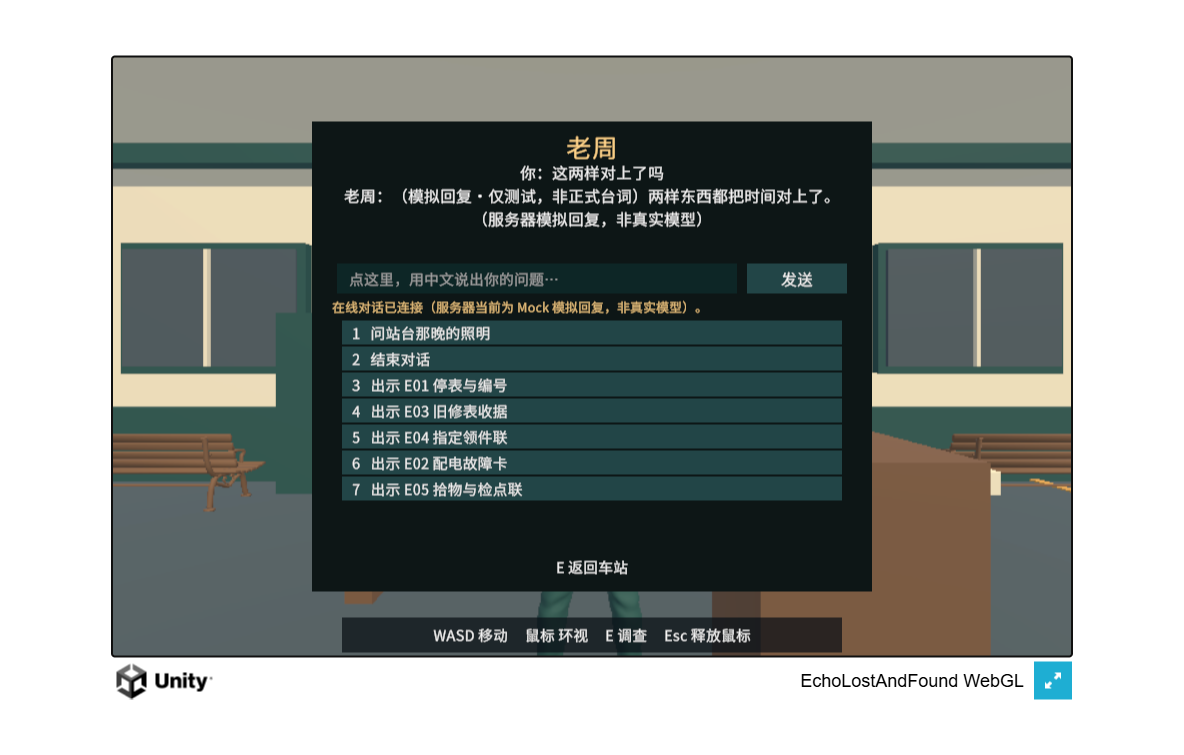 老周
你：这两样对上了吗
老周：（模拟回复·仅测试，非正式台词）两样东西都把时间对上了。
（服务器模拟回复，非真实模型）
点这里，用中文说出你的问题…
发送
在线对话已连接（服务器当前为 Mock 模拟回复，非真实模型）。
1 问站台那晚的照明
2 结束对话
3 出示 E01 停表与编号
4 出示 E03 旧修表收据
5 出示 E04 指定领件联
6 出示 E02 配电故障卡
7 出示 E05 拾物与检点联
E 返回车站
WASD 移动 鼠标 环视 E 调查 Esc 释放鼠标
Unity
EchoLostAndFound WebGL